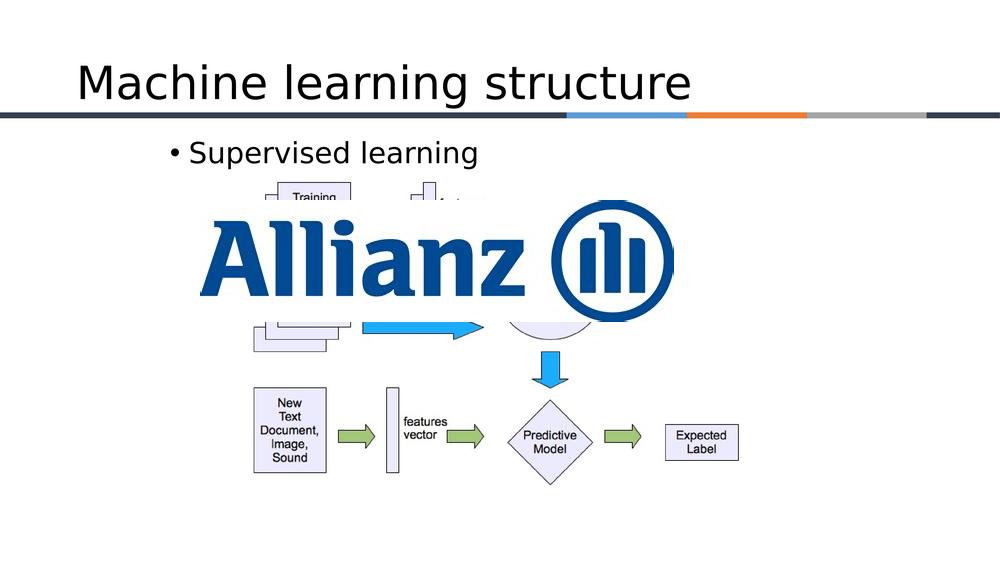 Machine learning structure
• Supervised learning
Training
Allianz
New
Text
Document,
Image,
Sound
features
vector
Predictive
Model
Expected
Label